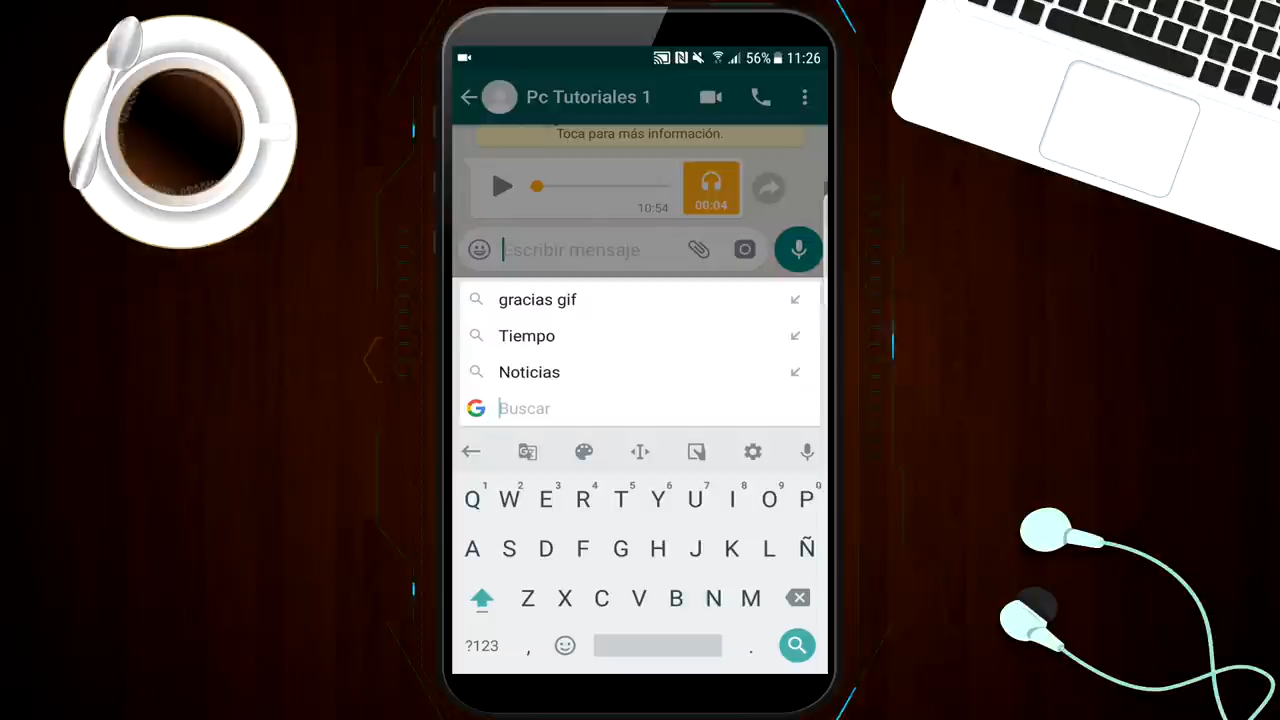 56% 11:26
Pc Tutoriales 1
Toca para más información.
00:04
10:54
Escribir mensaje
gracias gif
Tiempo
Noticias
Buscar
1 2 3 4 5 6 7 8 9 0
Q W E R T Y U I O P
A S D F G H J K L Ñ
Z X C V B N M
?123 , .